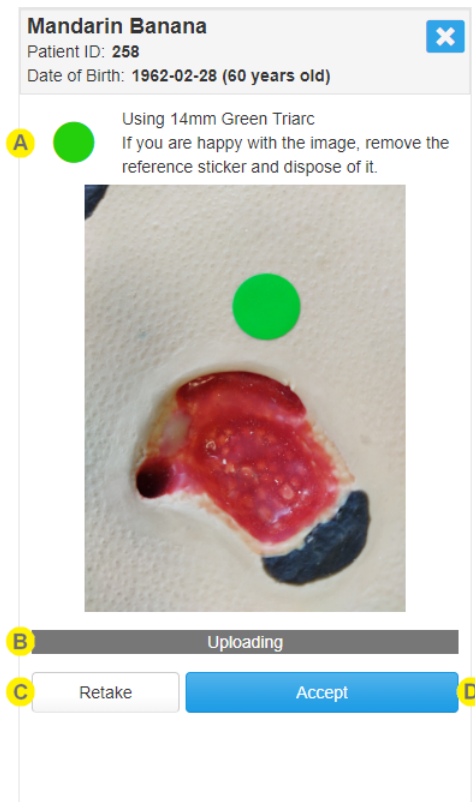 Mandarin Banana
Patient ID: 258
Date of Birth: 1962-02-28 (60 years old)
A
Using 14mm Green Triarc
If you are happy with the image, remove the
reference sticker and dispose of it.
B
Uploading
C
Retake
Accept
D